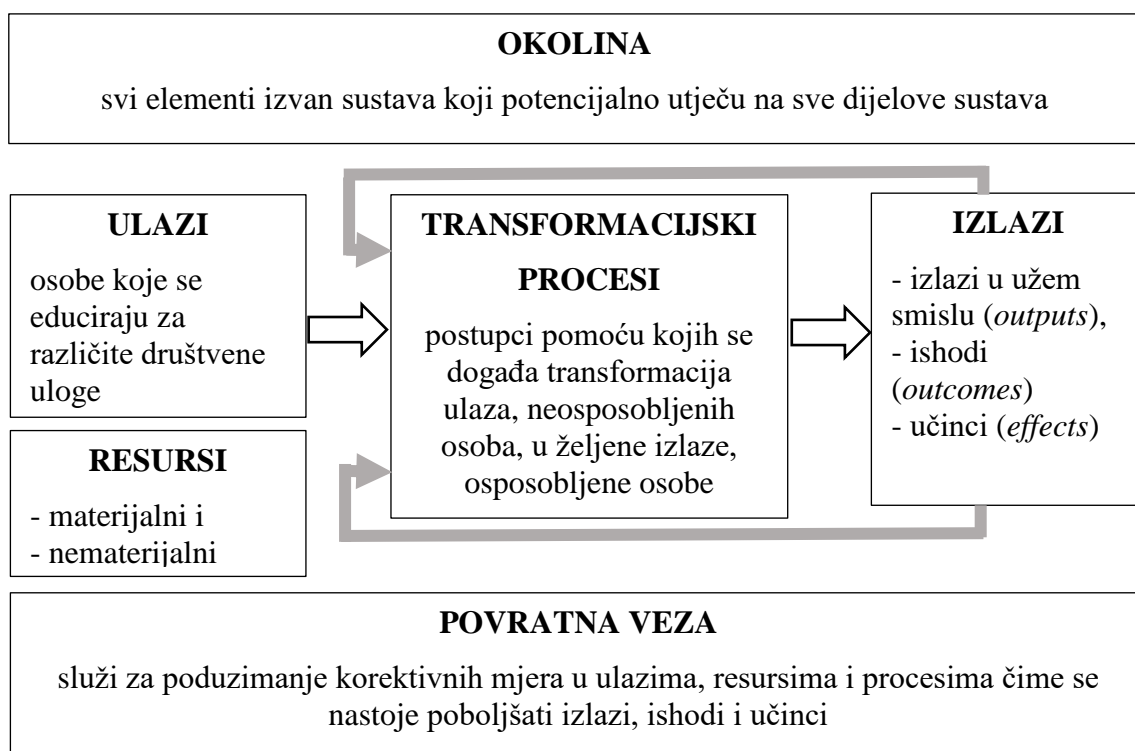 OKOLINA
svi elementi izvan sustava koji potencijalno utječu na sve dijelove sustava
ULAZI
osobe koje se
educiraju za
različite društvene
uloge
RESURSI
- materijalni i
- nematerijalni
TRANSFORMACIJSKI
PROCESI
postupci pomoću kojih se
događa transformacija
ulaza, neosposobljenih
osoba, u željene izlaze,
osposobljene osobe
IZLAZI
- izlazi u užem
smislu (outputs),
- ishodi
(outcomes)
- učinci (effects)
POVRATNA VEZA
služi za poduzimanje korektivnih mjera u ulazima, resursima i procesima čime se
nastoje poboljšati izlazi, ishodi i učinci